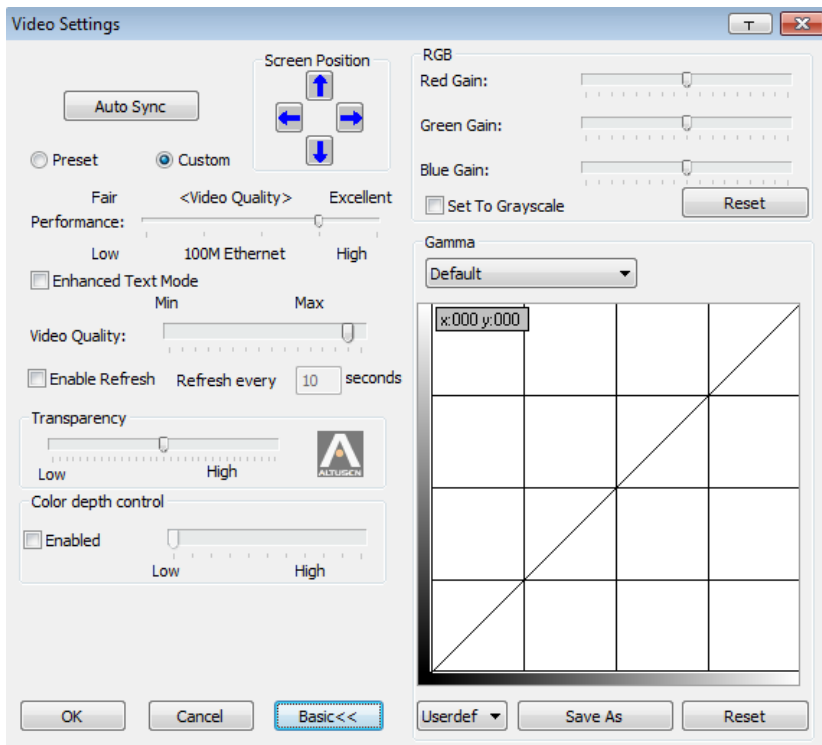 Video Settings
Auto Sync
Screen Position
Preset
Custom
Fair <Video Quality> Excellent
Performance:
Low 100M Ethernet High
Enhanced Text Mode
Min Max
Video Quality:
Enable Refresh Refresh every 10 seconds
Transparency
Low High
ALTUSCN
Color depth control
Enabled
Low High
OK
Cancel
Basic<<
RGB
Red Gain:
Green Gain:
Blue Gain:
Set To Grayscale
Reset
Gamma
Default
x:000 y:000
Userdef
Save As
Reset